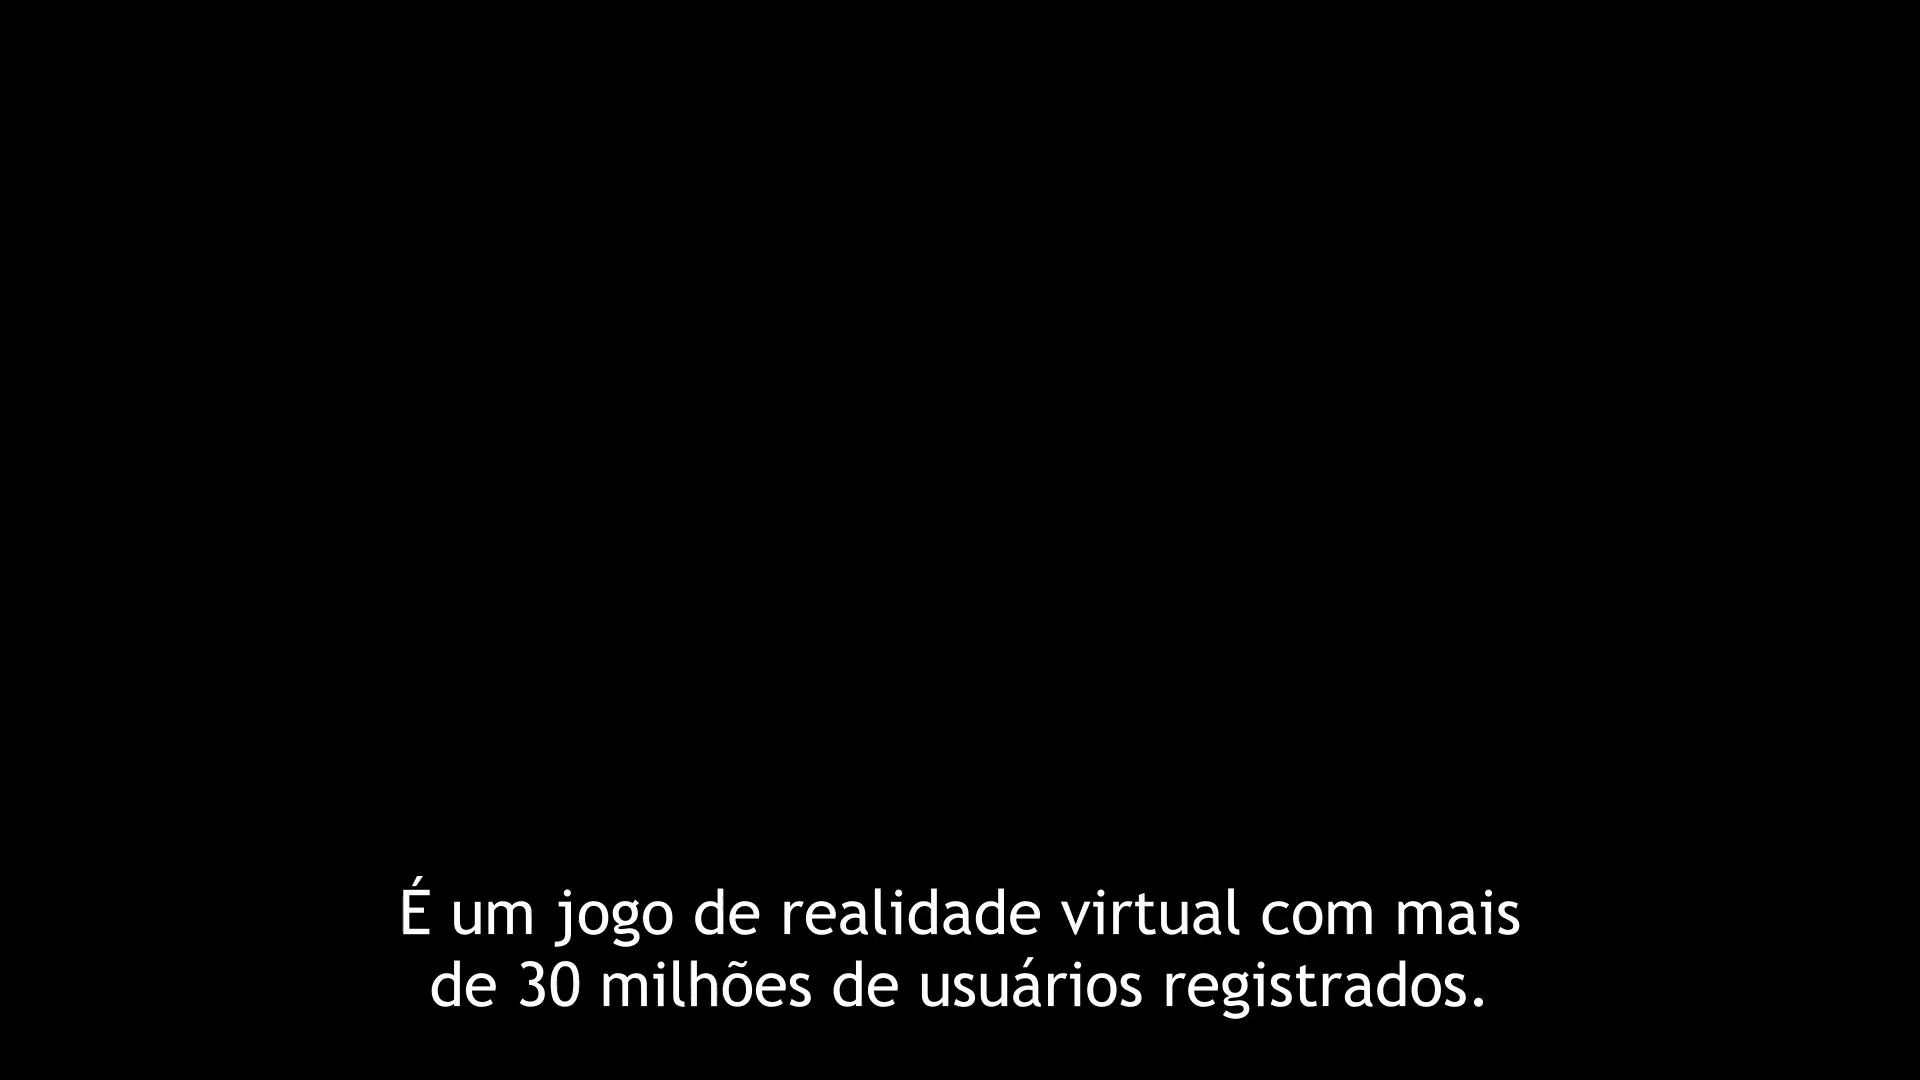 É um jogo de realidade virtual com mais
de 30 milhões de usuários registrados.